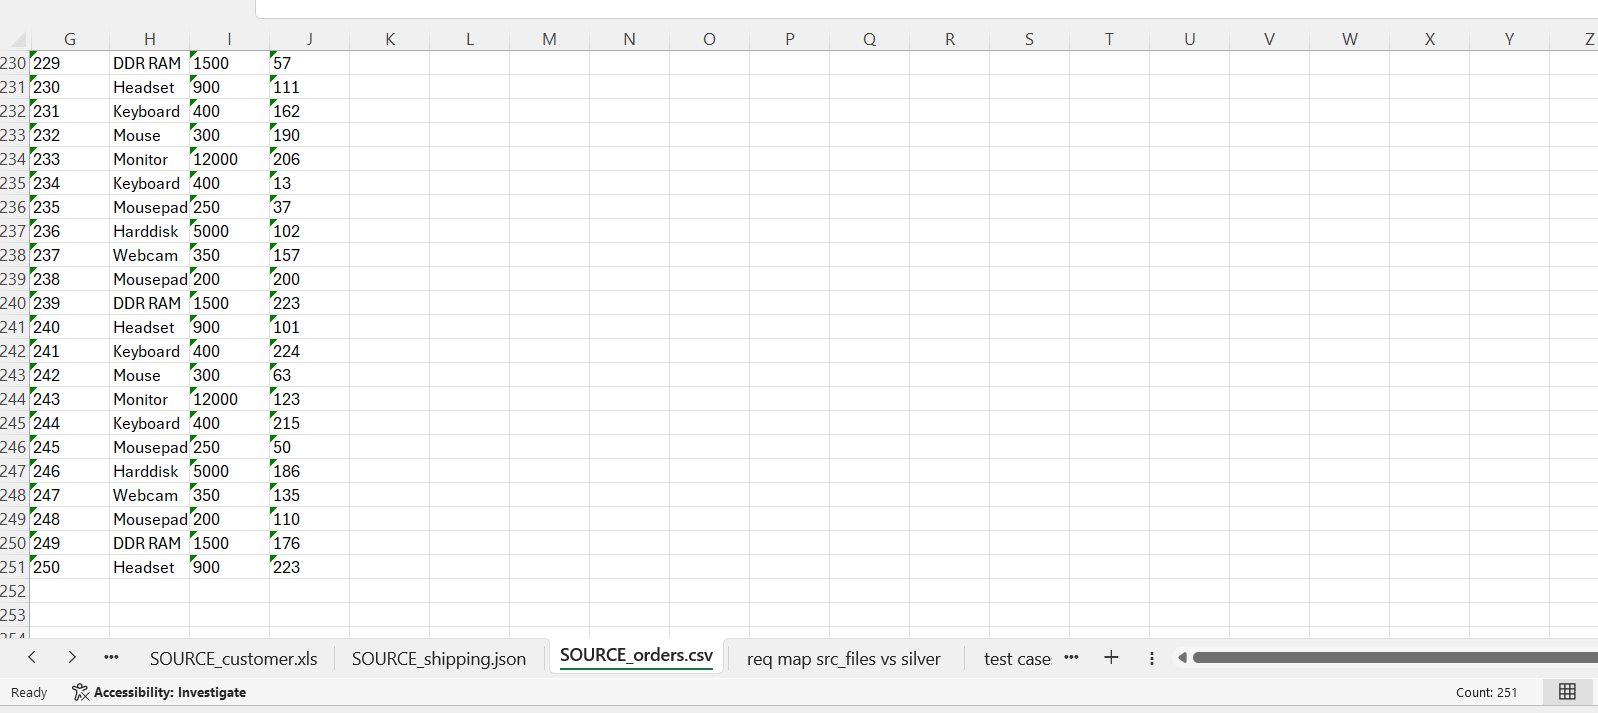 G H I J K L M N O P Q R S T U V W X Y Z
230 229 DDR RAM 1500 57
231 230 Headset 900 111
232 231 Keyboard 400 162
233 232 Mouse 300 190
234 233 Monitor 12000 206
235 234 Keyboard 400 13
236 235 Mousepad 250 37
237 236 Harddisk 5000 102
238 237 Webcam 350 157
239 238 Mousepad 200 200
240 239 DDR RAM 1500 223
241 240 Headset 900 101
242 241 Keyboard 400 224
243 242 Mouse 300 63
244 243 Monitor 12000 123
245 244 Keyboard 400 215
246 245 Mousepad 250 50
247 246 Harddisk 5000 186
248 247 Webcam 350 135
249 248 Mousepad 200 110
250 249 DDR RAM 1500 176
251 250 Headset 900 223
252
253
254
SOURCE_customer.xls SOURCE_shipping.json SOURCE_orders.csv req map src_files vs silver test case
Ready Accessibility: Investigate Count: 251